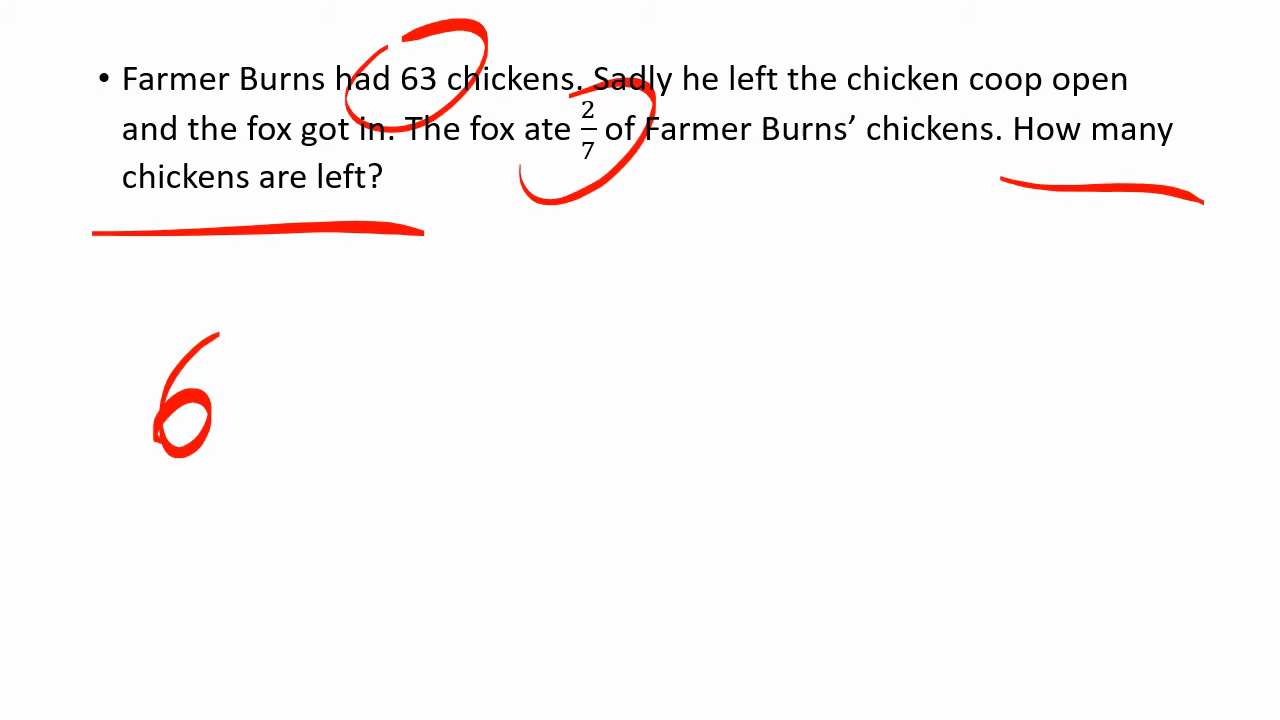 • Farmer Burns had 63 chickens. Sadly he left the chicken coop open
and the fox got in. The fox ate 2/7 of Farmer Burns’ chickens. How many
chickens are left?
6